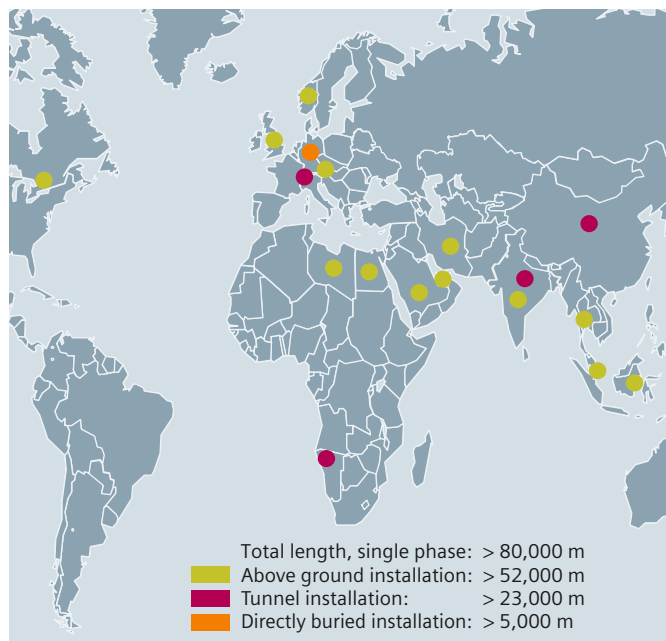 Total length, single phase: > 80,000 m
Above ground installation: > 52,000 m
Tunnel installation: > 23,000 m
Directly buried installation: > 5,000 m